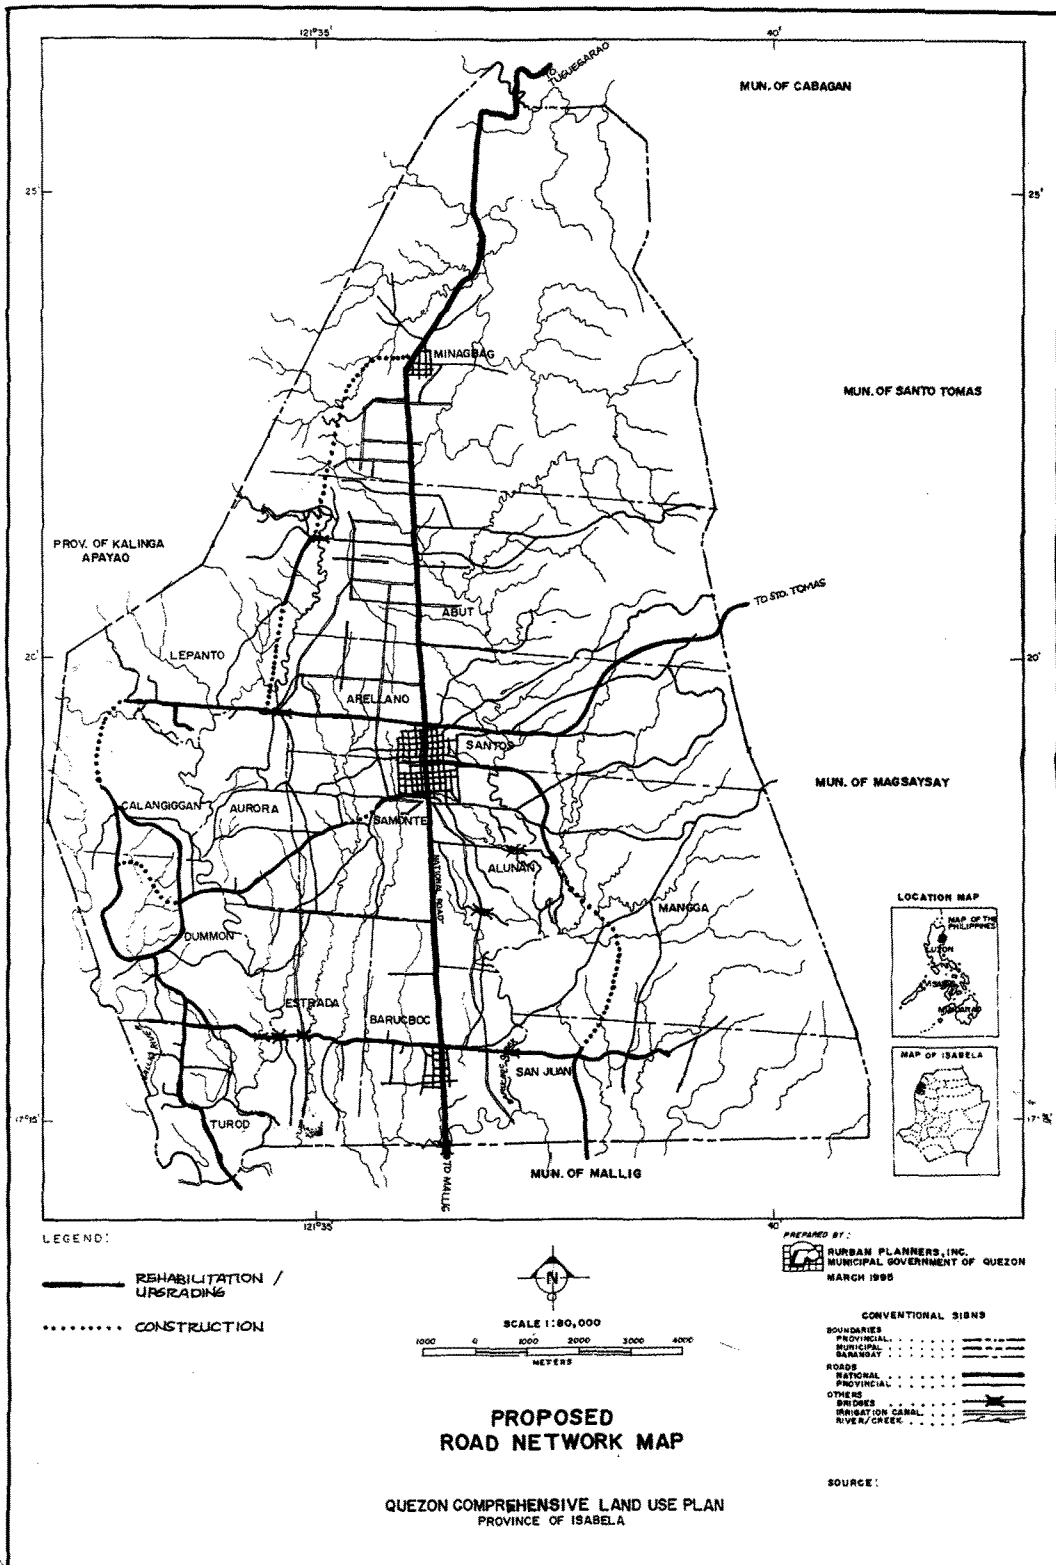 121°35'
40'
TO TUGUEGARAO
MUN. OF CABAGAN
25'
25'
MINAGBAG
MUN. OF SANTO TOMAS
PROV. OF KALINGA
APAYAO
TO STO. TOMAS
ABUT
LEPANTO
20'
20'
ARELLANO
SANTOS
MUN. OF MAGSAYSAY
CALANGIGGAN
AURORA
SAMONTE
ALUNAN
NATIONAL ROAD
MANGGA
DUMMON
ESTRADA
BARUCBOC
SAN JUAN
TUROD
17°15'
MUN. OF MALLIG
TO MALLIG
121°35'
40'
LOCATION MAP
MAP OF THE
PHILIPPINES
LUZON
VISAYAS
MINDANAO
MAP OF ISABELA
LEGEND:
REHABILITATION /
UPGRADING
CONSTRUCTION
N
SCALE 1:80,000
1000 0 1000 2000 3000 4000
METERS
PREPARED BY:
RURBAN PLANNERS, INC.
MUNICIPAL GOVERNMENT OF QUEZON
MARCH 1995
CONVENTIONAL SIGNS
BOUNDARIES
PROVINCIAL
MUNICIPAL
BARANGAY
ROADS
NATIONAL
PROVINCIAL
OTHERS
BRIDGES
IRRIGATION CANAL
RIVER/CREEK
PROPOSED
ROAD NETWORK MAP
SOURCE:
QUEZON COMPREHENSIVE LAND USE PLAN
PROVINCE OF ISABELA